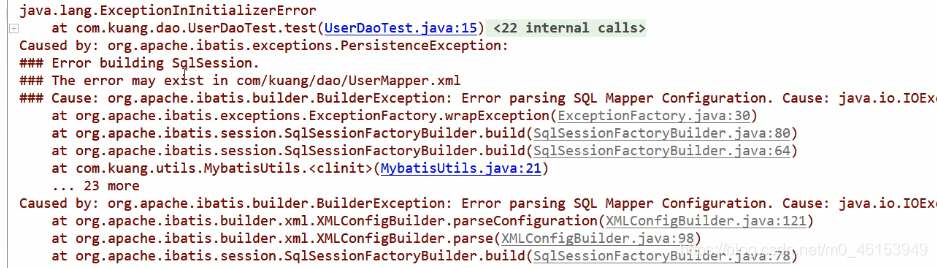 java.lang.ExceptionInInitializerError
at com.kuang.dao.UserDaoTest.test(UserDaoTest.java:15) <22 internal calls>
Caused by: org.apache.ibatis.exceptions.PersistenceException:
### Error building SqlSession.
### The error may exist in com/kuang/dao/UserMapper.xml
### Cause: org.apache.ibatis.builder.BuilderException: Error parsing SQL Mapper Configuration. Cause: java.io.IOExc
at org.apache.ibatis.exceptions.ExceptionFactory.wrapException(ExceptionFactory.java:30)
at org.apache.ibatis.session.SqlSessionFactoryBuilder.build(SqlSessionFactoryBuilder.java:80)
at org.apache.ibatis.session.SqlSessionFactoryBuilder.build(SqlSessionFactoryBuilder.java:64)
at com.kuang.utils.MybatisUtils.<clinit>(MybatisUtils.java:21)
... 23 more
Caused by: org.apache.ibatis.builder.BuilderException: Error parsing SQL Mapper Configuration. Cause: java.io.IOEx
at org.apache.ibatis.builder.xml.XMLConfigBuilder.parseConfiguration(XMLConfigBuilder.java:121)
at org.apache.ibatis.builder.xml.XMLConfigBuilder.parse(XMLConfigBuilder.java:98)
at org.apache.ibatis.session.SqlSessionFactoryBuilder.build(SqlSessionFactoryBuilder.java:78)
https://blog.csdn.net/m0_46153949